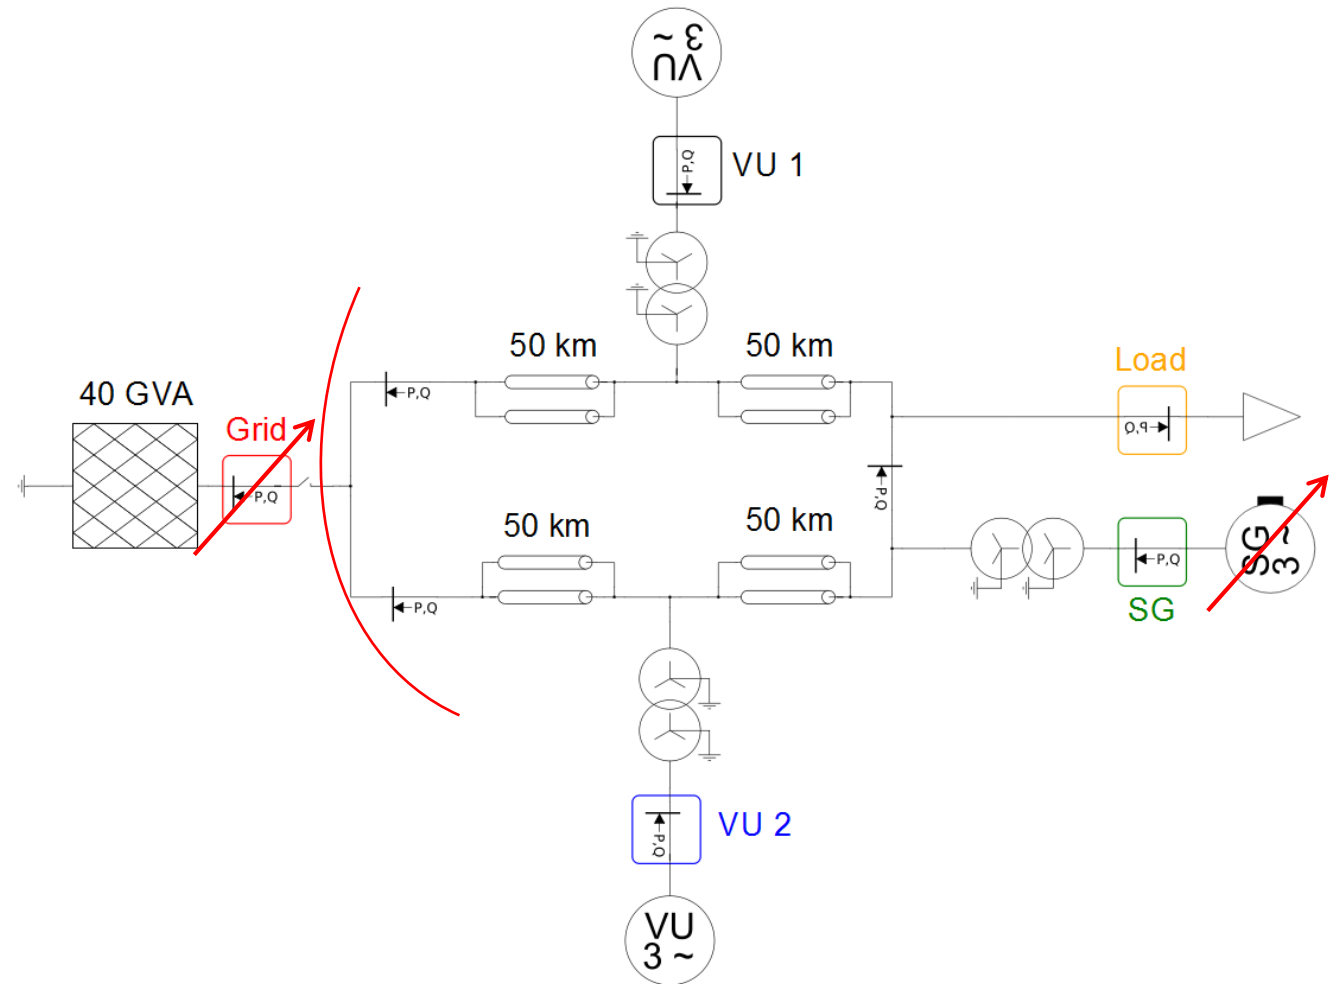 3 ~
VU
P,Q
VU 1
50 km
50 km
Load
40 GVA
P,Q
Grid
P,Q
P,Q
P,Q
50 km
50 km
SG
3 ~
P,Q
P,Q
SG
P,Q
VU 2
VU
3 ~